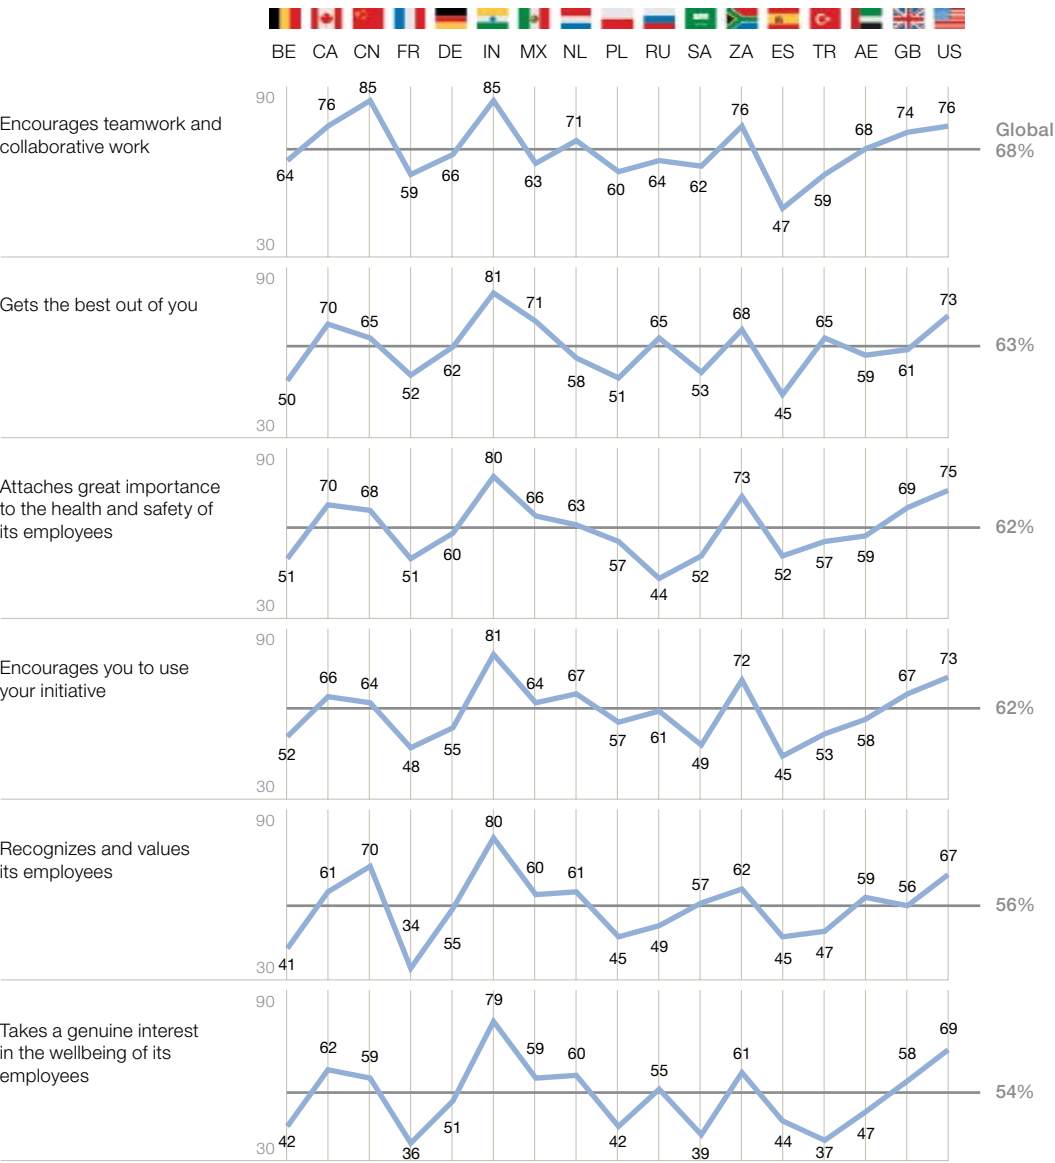 BE CA CN FR DE IN MX NL PL RU SA ZA ES TR AE GB US
Encourages teamwork and
collaborative work
90
30
64 76 85 59 66 85 63 71 60 64 62 76 47 59 68 74 76
Global
68%
Gets the best out of you
90
30
50 70 65 52 62 81 71 58 51 65 53 68 45 65 59 61 73
63%
Attaches great importance
to the health and safety of
its employees
90
30
51 70 68 51 60 80 66 63 57 44 52 73 52 57 59 69 75
62%
Encourages you to use
your initiative
90
30
52 66 64 48 55 81 64 67 57 61 49 72 45 53 58 67 73
62%
Recognizes and values
its employees
90
30
41 61 70 34 55 80 60 61 45 49 57 62 45 47 59 56 67
56%
Takes a genuine interest
in the wellbeing of its
employees
90
30
42 62 59 36 51 79 59 60 42 55 39 61 44 37 47 58 69
54%